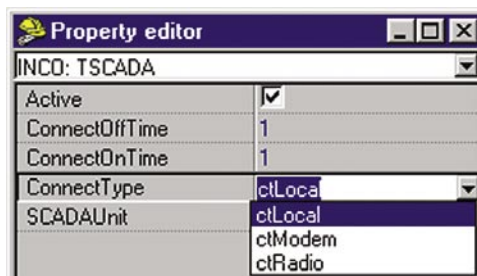 Property editor
INCO: TSCADA
Active
ConnectOffTime 1
ConnectOnTime 1
ConnectType ctLocal
SCADAUnit ctLocal
ctModem
ctRadio